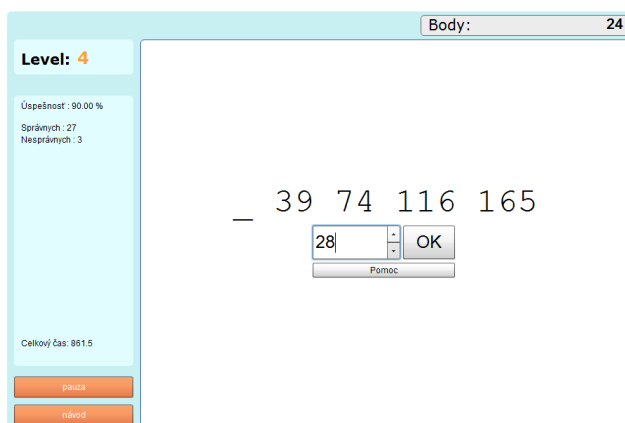 Body: 24
Level: 4
Úspešnosť : 90.00 %
Správnych : 27
Nesprávnych : 3
_ 39 74 116 165
28 OK
Pomoc
Celkový čas: 861.5
pauza
návod